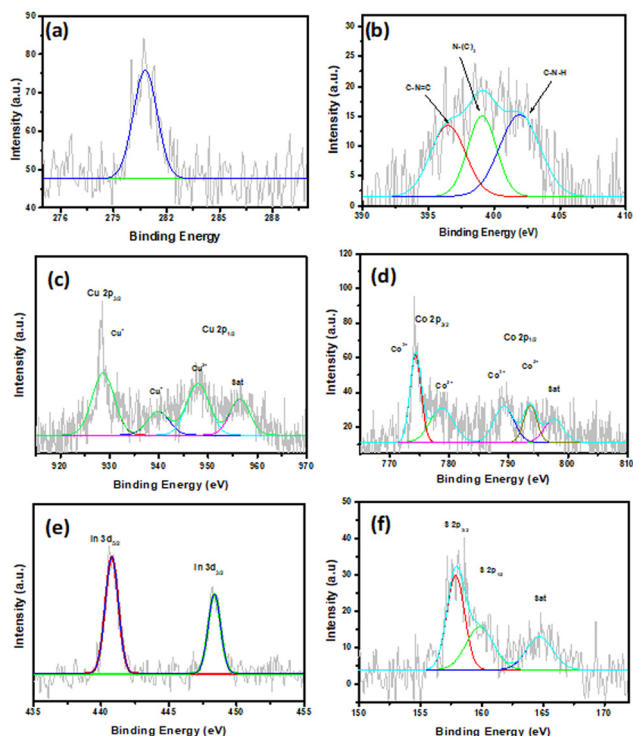 (a)
90
80
70
60
50
40
Intensity (a.u.)
276 279 282 285 288
Binding Energy
(b)
N-(C)₃
C-N=C
C-N-H
30
25
20
15
10
5
0
Intensity (a.u.)
390 395 400 405 410
Binding Energy (eV)
(c)
Cu 2p₃/₂
Cu⁺
Cu 2p₁/₂
Cu⁺
Cu²⁺
Sat
Intensity (a.u.)
920 930 940 950 960 970
Binding Energy (eV)
(d)
120
100
80
60
40
20
Co 2p₃/₂
Co 2p₁/₂
Sat
Intensity (a.u.)
770 780 790 800 810
Binding Energy (eV)
(e)
In 3d₅/₂
In 3d₃/₂
Intensity (a.u.)
435 440 445 450 455
Binding Energy (eV)
(f)
S 2p₃/₂
S 2p₁/₂
Sat
50
40
30
20
10
0
Intensity (a.u)
150 155 160 165 170
Binding Energy (eV)